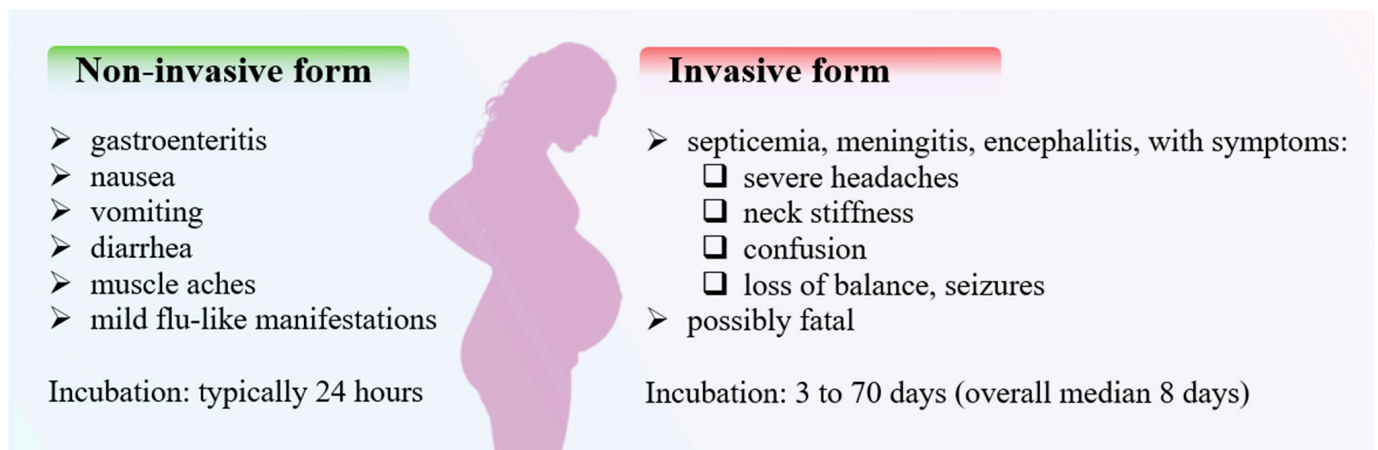 Non-invasive form
gastroenteritis
nausea
vomiting
diarrhea
muscle aches
mild flu-like manifestations
Incubation: typically 24 hours
Invasive form
septicemia, meningitis, encephalitis, with symptoms:
severe headaches
neck stiffness
confusion
loss of balance, seizures
possibly fatal
Incubation: 3 to 70 days (overall median 8 days)